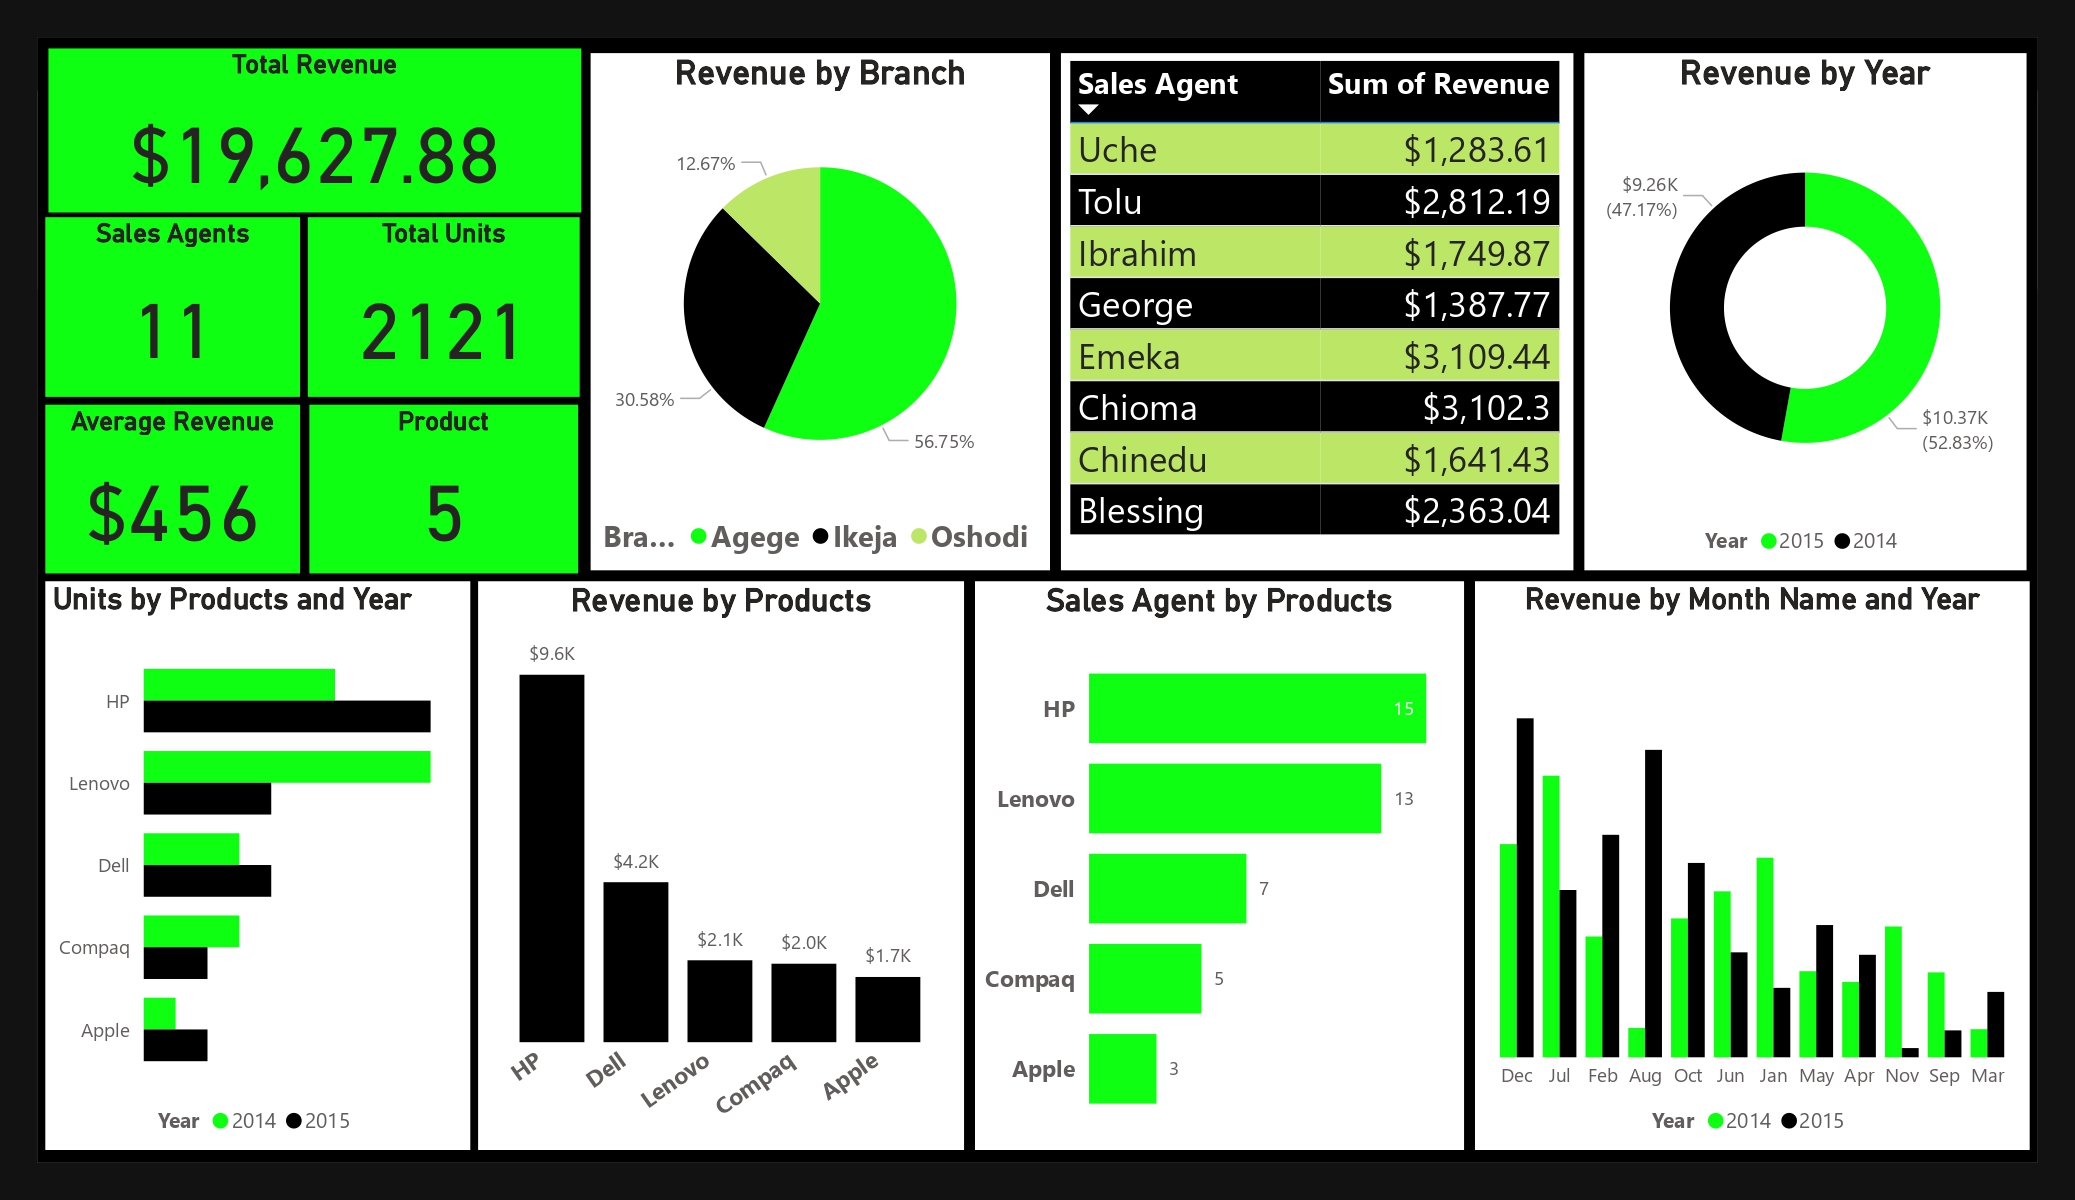 Total Revenue
$19,627.88
Sales Agents
11
Total Units
2121
Average Revenue
$456
Product
5
Revenue by Branch
12.67%
30.58%
56.75%
Bra... Agege Ikeja Oshodi
Sales Agent Sum of Revenue
Uche $1,283.61
Tolu $2,812.19
Ibrahim $1,749.87
George $1,387.77
Emeka $3,109.44
Chioma $3,102.3
Chinedu $1,641.43
Blessing $2,363.04
Revenue by Year
$9.26K
(47.17%)
$10.37K
(52.83%)
Year 2015 2014
Units by Products and Year
HP
Lenovo
Dell
Compaq
Apple
Year 2014 2015
Revenue by Products
$9.6K
$4.2K
$2.1K
$2.0K
$1.7K
HP Dell Lenovo Compaq Apple
Sales Agent by Products
HP 15
Lenovo 13
Dell 7
Compaq 5
Apple 3
Revenue by Month Name and Year
Dec Jul Feb Aug Oct Jun Jan May Apr Nov Sep Mar
Year 2014 2015